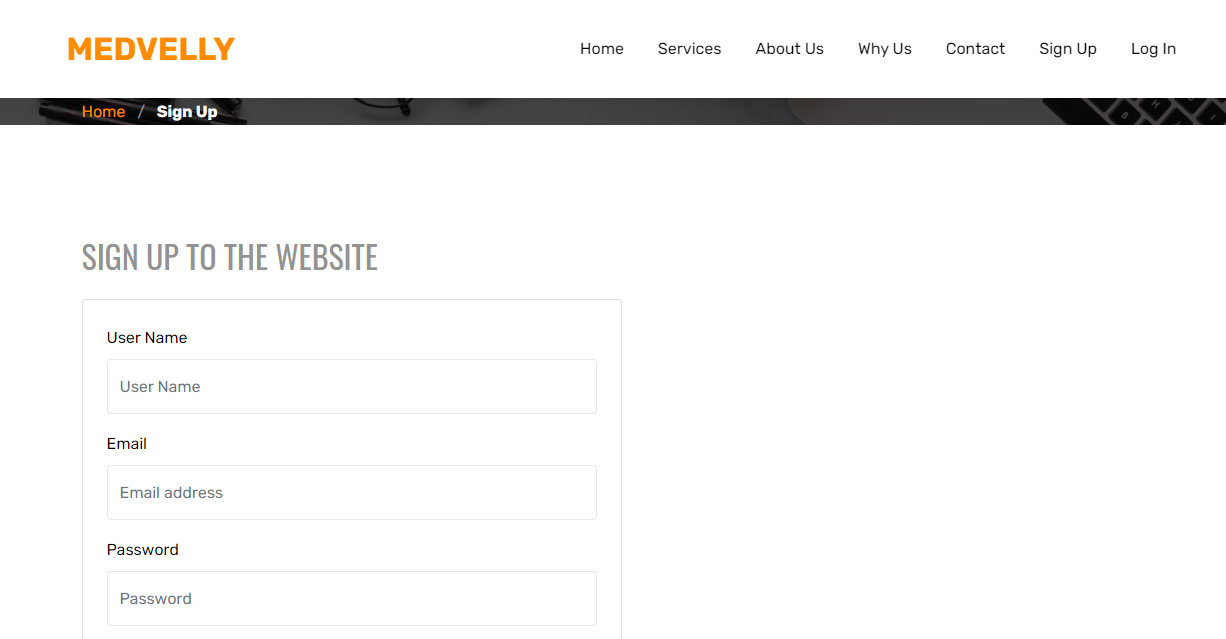 MEDVELLY
Home Services About Us Why Us Contact Sign Up Log In
Home / Sign Up
SIGN UP TO THE WEBSITE
User Name
User Name
Email
Email address
Password
Password